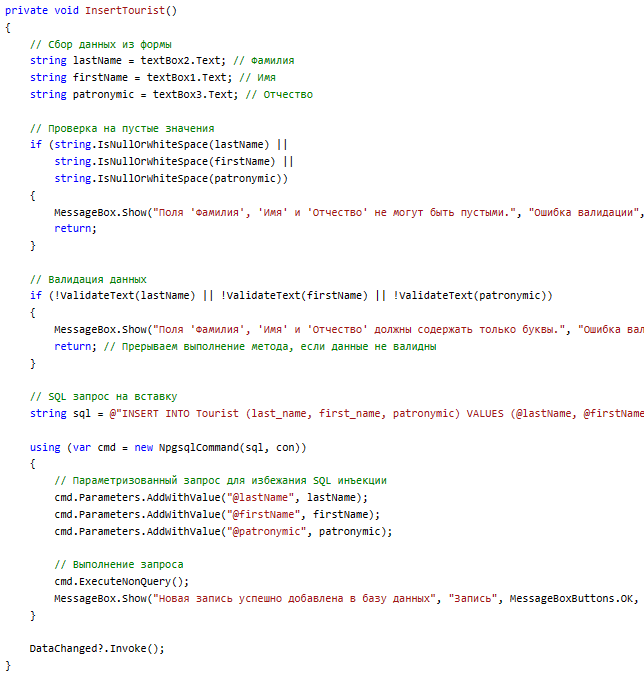 private void InsertTourist()
{
    // Сбор данных из формы
    string lastName = textBox2.Text; // Фамилия
    string firstName = textBox1.Text; // Имя
    string patronymic = textBox3.Text; // Отчество

    // Проверка на пустые значения
    if (string.IsNullOrWhiteSpace(lastName) ||
        string.IsNullOrWhiteSpace(firstName) ||
        string.IsNullOrWhiteSpace(patronymic))
    {
        MessageBox.Show("Поля 'Фамилия', 'Имя' и 'Отчество' не могут быть пустыми.", "Ошибка валидации",
        return;
    }

    // Валидация данных
    if (!ValidateText(lastName) || !ValidateText(firstName) || !ValidateText(patronymic))
    {
        MessageBox.Show("Поля 'Фамилия', 'Имя' и 'Отчество' должны содержать только буквы.", "Ошибка вал
        return; // Прерываем выполнение метода, если данные не валидны
    }

    // SQL запрос на вставку
    string sql = @"INSERT INTO Tourist (last_name, first_name, patronymic) VALUES (@lastName, @firstName

    using (var cmd = new NpgsqlCommand(sql, con))
    {
        // Параметризованный запрос для избежания SQL инъекции
        cmd.Parameters.AddWithValue("@lastName", lastName);
        cmd.Parameters.AddWithValue("@firstName", firstName);
        cmd.Parameters.AddWithValue("@patronymic", patronymic);

        // Выполнение запроса
        cmd.ExecuteNonQuery();
        MessageBox.Show("Новая запись успешно добавлена в базу данных", "Запись", MessageBoxButtons.OK,
    }

    DataChanged?.Invoke();
}